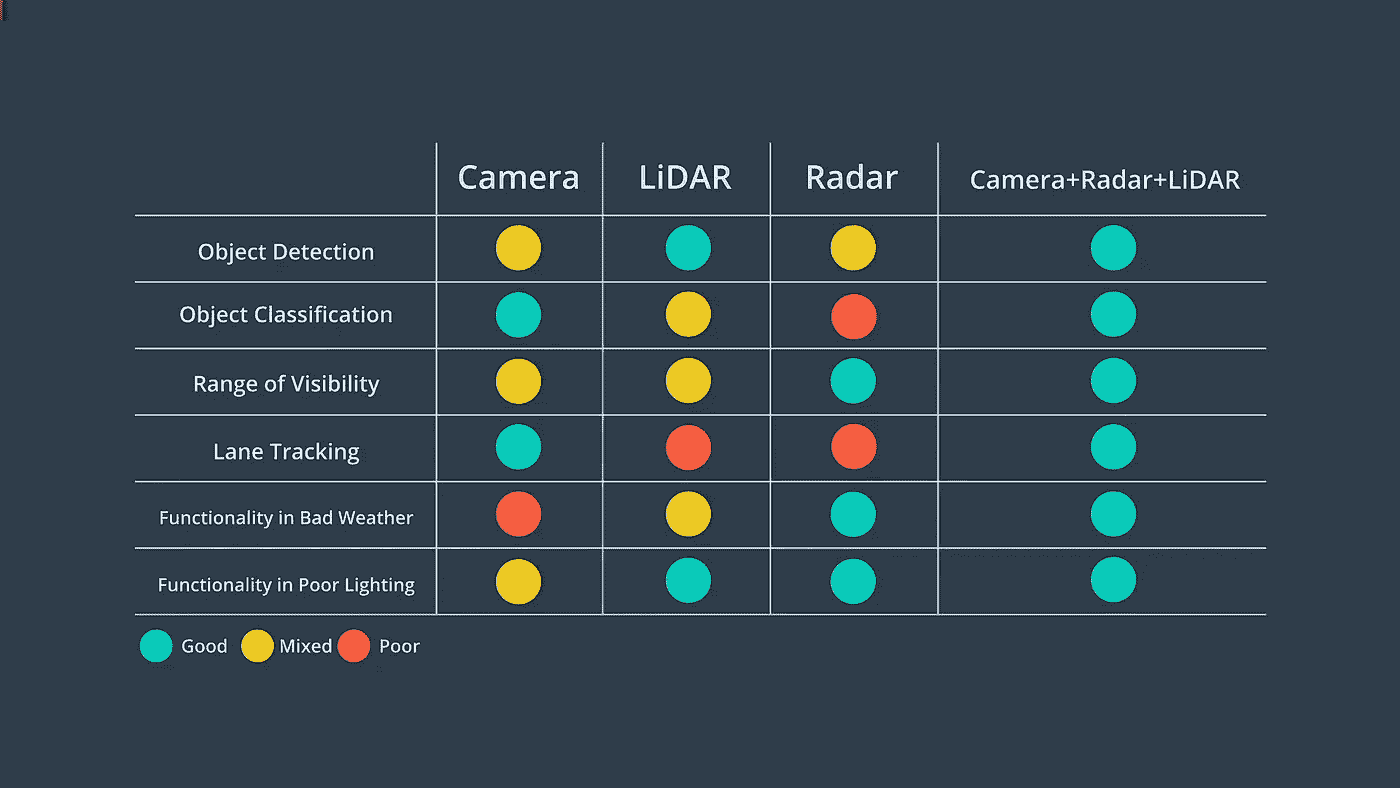 Camera LiDAR Radar Camera+Radar+LiDAR
Object Detection
Object Classification
Range of Visibility
Lane Tracking
Functionality in Bad Weather
Functionality in Poor Lighting
Good Mixed Poor